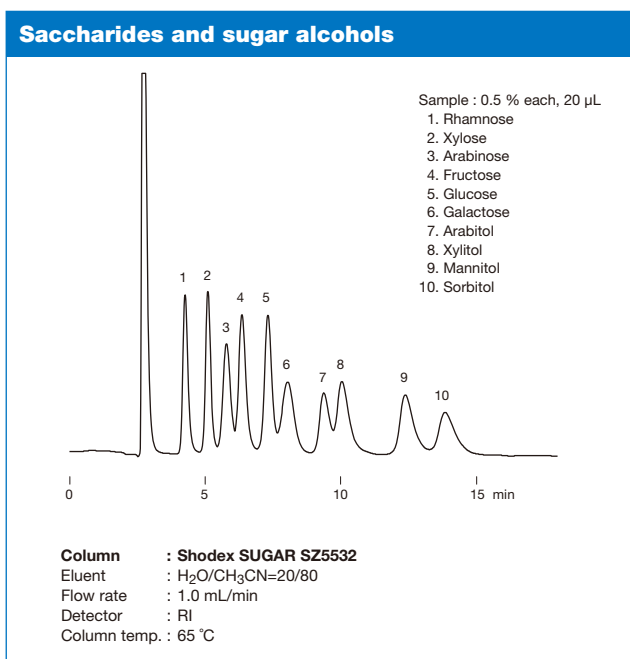 Saccharides and sugar alcohols
Sample : 0.5 % each, 20 µL
1. Rhamnose
2. Xylose
3. Arabinose
4. Fructose
5. Glucose
6. Galactose
7. Arabitol
8. Xylitol
9. Mannitol
10. Sorbitol
1
2
3
4
5
6
7
8
9
10
0 5 10 15 min
Column : Shodex SUGAR SZ5532
Eluent : H₂O/CH₃CN=20/80
Flow rate : 1.0 mL/min
Detector : RI
Column temp. : 65 °C